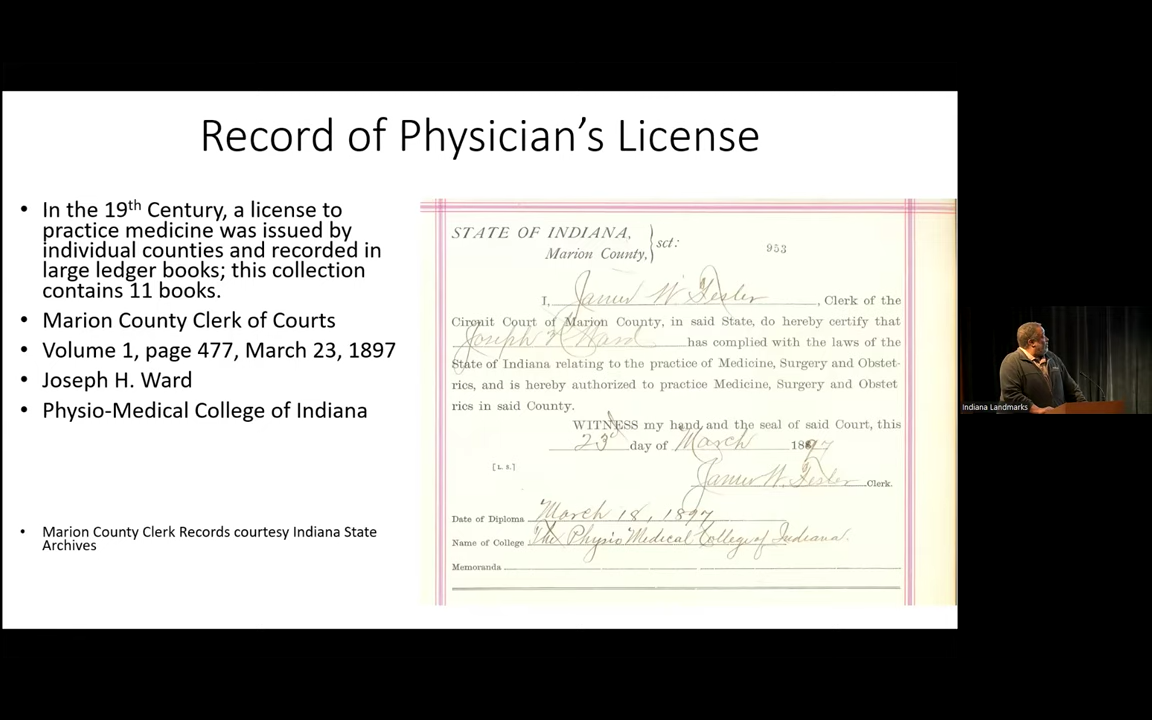 Record of Physician's License
• In the 19th Century, a license to
practice medicine was issued by
individual counties and recorded in
large ledger books; this collection
contains 11 books.
• Marion County Clerk of Courts
• Volume 1, page 477, March 23, 1897
• Joseph H. Ward
• Physio-Medical College of Indiana
• Marion County Clerk Records courtesy Indiana State
Archives
STATE OF INDIANA,
Marion County, } sct:
953
I, James W. Fesler, Clerk of the
Circuit Court of Marion County, in said State, do hereby certify that
Joseph H Ward has complied with the laws of the
State of Indiana relating to the practice of Medicine, Surgery and Obstet-
rics, and is hereby authorized to practice Medicine, Surgery and Obstet
rics in said County.
WITNESS my hand and the seal of said Court, this
23d day of March 1897
[L. S.]
James W. Fesler Clerk.
Date of Diploma March 18, 1897
Name of College The Physio Medical College of Indiana.
Memoranda
Indiana Landmarks